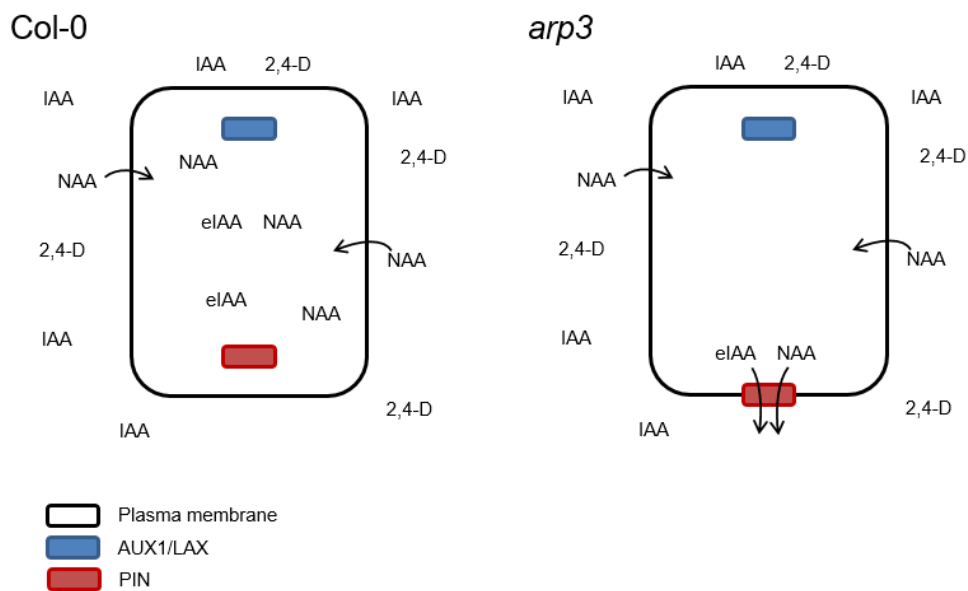 Col-0
arp3
IAA 2,4-D
IAA 2,4-D
IAA
IAA
IAA
IAA
2,4-D
2,4-D
NAA
NAA
NAA
eIAA NAA
2,4-D
NAA
2,4-D
NAA
eIAA
NAA
IAA
IAA
eIAA NAA
2,4-D
2,4-D
IAA
IAA
Plasma membrane
AUX1/LAX
PIN